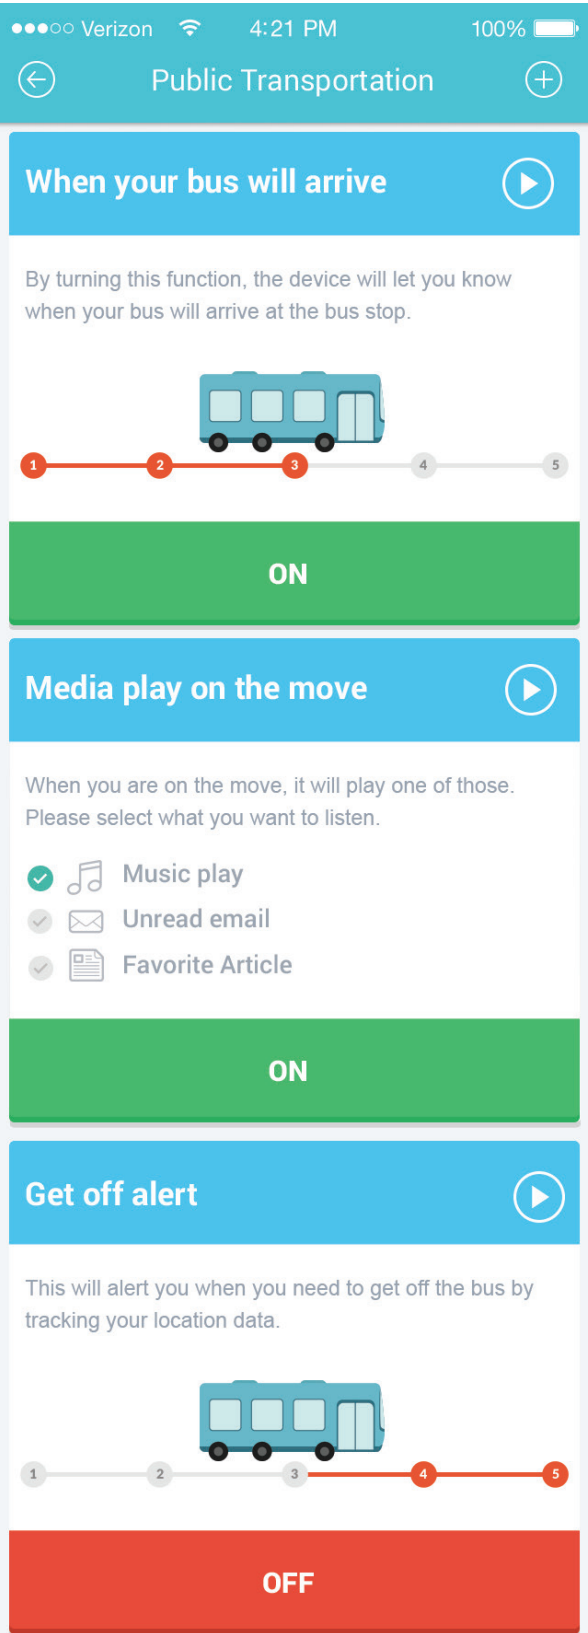 Verizon 4:21 PM 100%
Public Transportation
When your bus will arrive
By turning this function, the device will let you know
when your bus will arrive at the bus stop.
1 2 3 4 5
ON
Media play on the move
When you are on the move, it will play one of those.
Please select what you want to listen.
Music play
Unread email
Favorite Article
ON
Get off alert
This will alert you when you need to get off the bus by
tracking your location data.
1 2 3 4 5
OFF